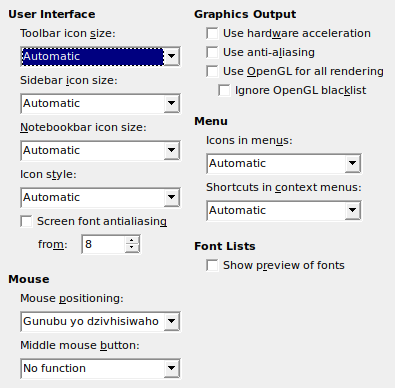 User Interface
Toolbar icon size:
Automatic
Sidebar icon size:
Automatic
Notebookbar icon size:
Automatic
Icon style:
Automatic
Screen font antialiasing
from: 8
Mouse
Mouse positioning:
Gunubu yo dzivhisiwaho
Middle mouse button:
No function
Graphics Output
Use hardware acceleration
Use anti-aliasing
Use OpenGL for all rendering
Ignore OpenGL blacklist
Menu
Icons in menus:
Automatic
Shortcuts in context menus:
Automatic
Font Lists
Show preview of fonts